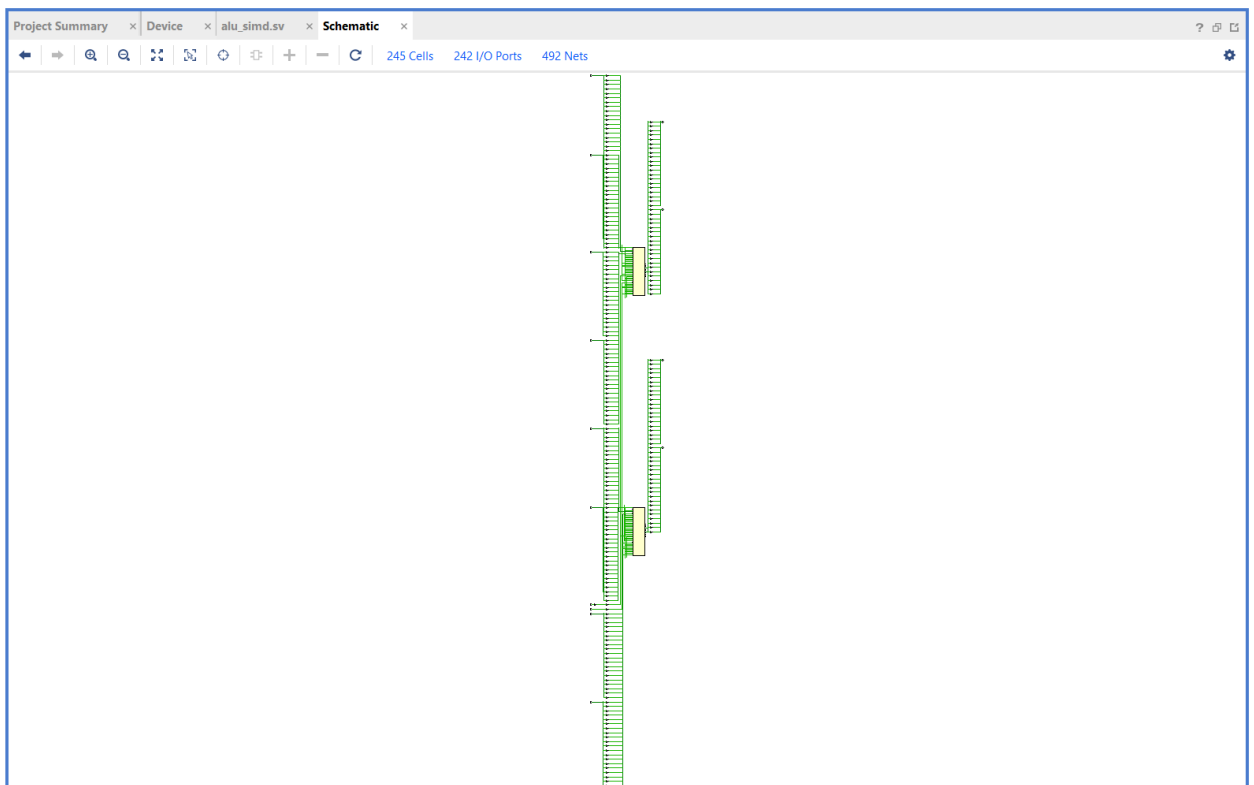 Project Summary × Device × alu_simd.sv × Schematic × ?
245 Cells 242 I/O Ports 492 Nets